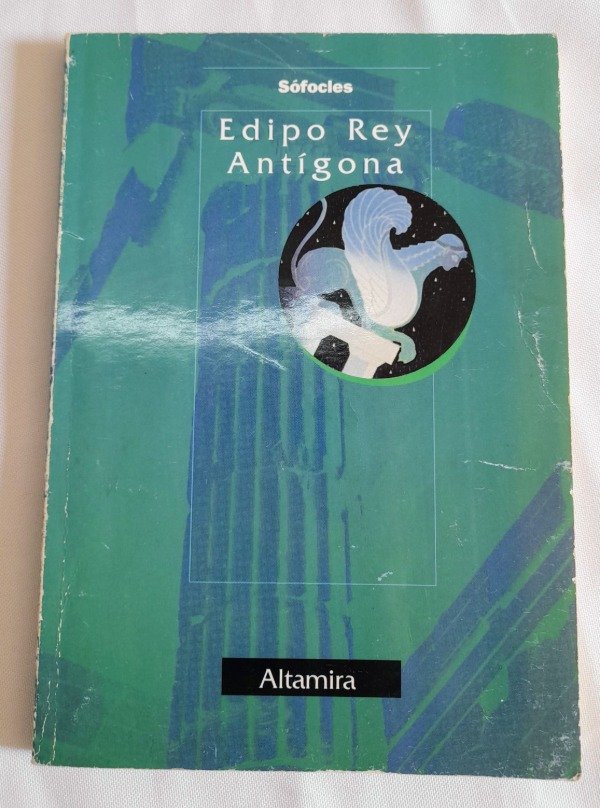 Sófocles
Edipo Rey
Antígona
Altamira